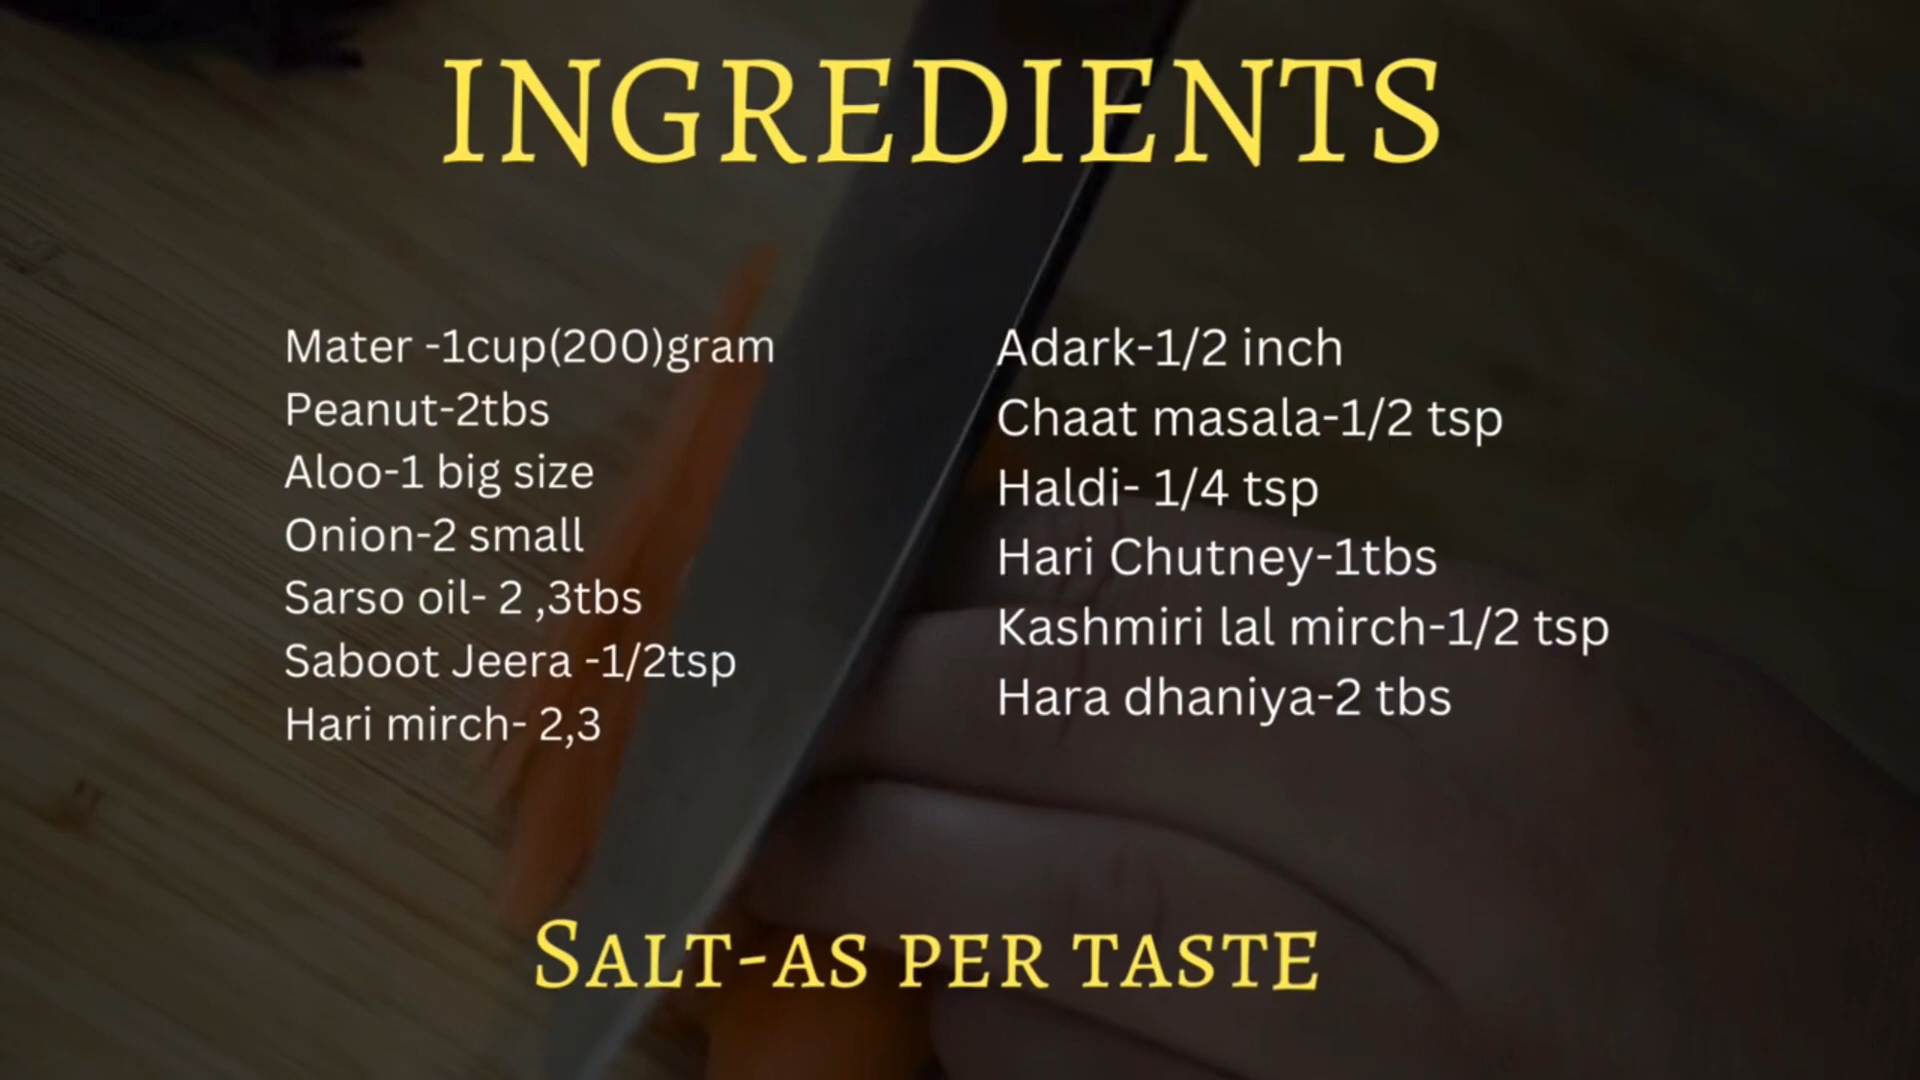 INGREDIENTS
Mater -1cup(200)gram
Peanut-2tbs
Aloo-1 big size
Onion-2 small
Sarso oil- 2 ,3tbs
Saboot Jeera -1/2tsp
Hari mirch- 2,3
Adark-1/2 inch
Chaat masala-1/2 tsp
Haldi- 1/4 tsp
Hari Chutney-1tbs
Kashmiri lal mirch-1/2 tsp
Hara dhaniya-2 tbs
SALT-AS PER TASTE